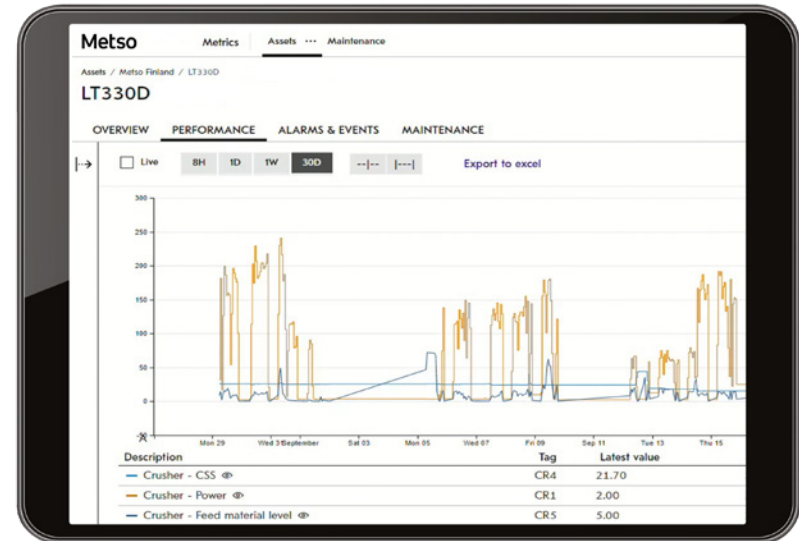 Metso Metrics Assets ··· Maintenance
Assets / Metso Finland / LT330D
LT330D
OVERVIEW PERFORMANCE ALARMS & EVENTS MAINTENANCE
Live 8H 1D 1W 30D --|-- |---| Export to excel
300
250
200
150
100
50
0
-50
Mon 29 Wed 31 September Sat 03 Mon 05 Wed 07 Fri 09 Sep 11 Tue 13 Thu 15
Description Tag Latest value
Crusher - CSS CR4 21.70
Crusher - Power CR1 2.00
Crusher - Feed material level CR5 5.00